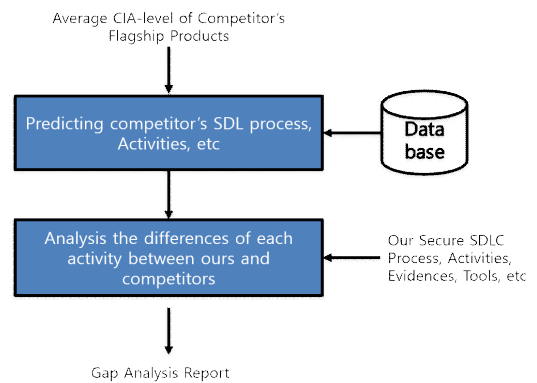 Average CIA-level of Competitor's
Flagship Products
Predicting competitor's SDL process,
Activities, etc
Data
base
Analysis the differences of each
activity between ours and
competitors
Our Secure SDLC
Process, Activities,
Evidences, Tools, etc
Gap Analysis Report